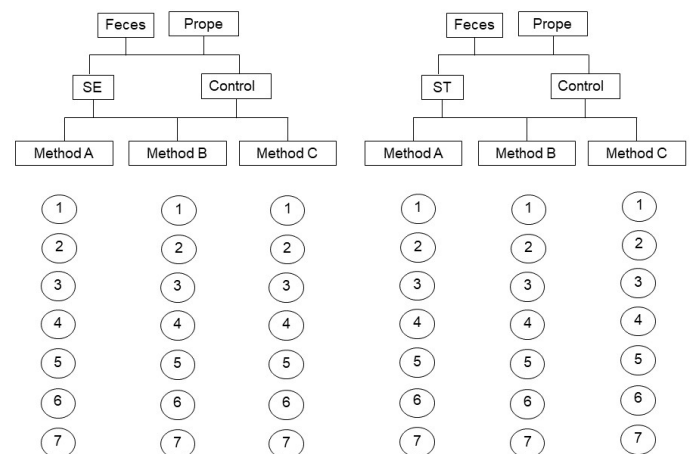 Feces Prope Feces Prope
SE Control ST Control
Method A Method B Method C Method A Method B Method C
1 1 1 1 1 1
2 2 2 2 2 2
3 3 3 3 3 3
4 4 4 4 4 4
5 5 5 5 5 5
6 6 6 6 6 6
7 7 7 7 7 7